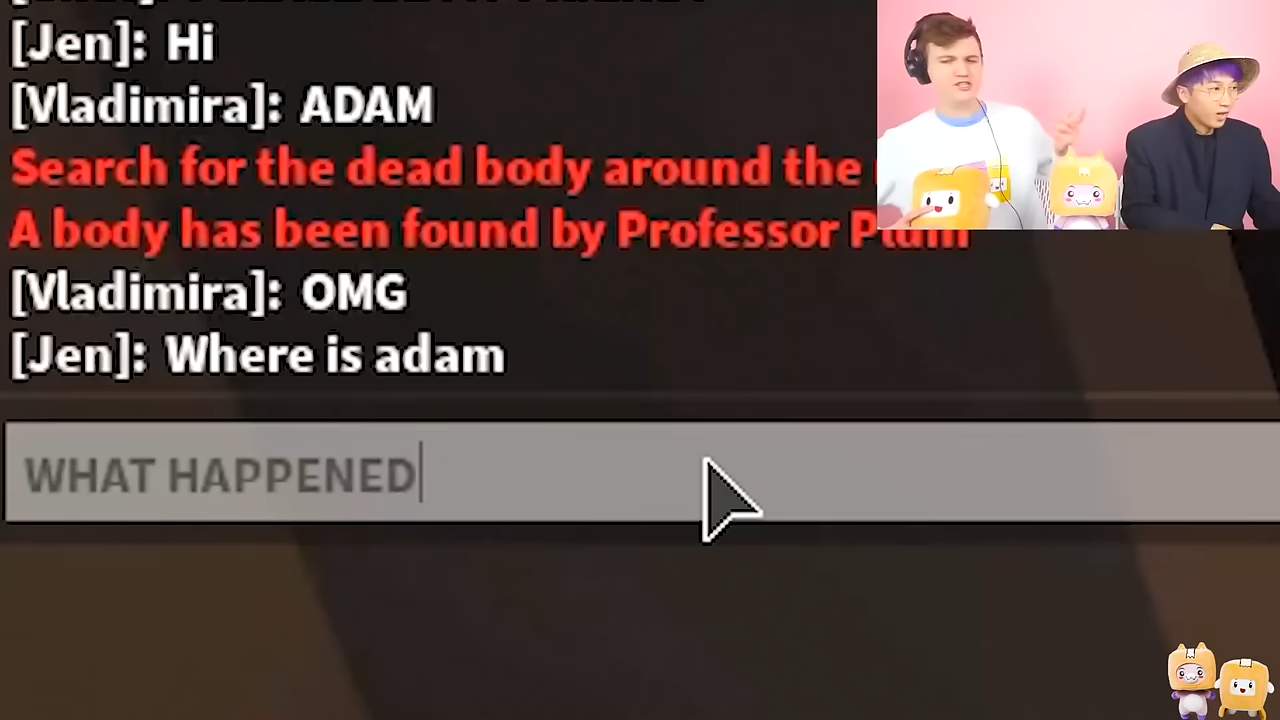 [Jen]: Hi
[Vladimira]: ADAM
Search for the dead body around the
A body has been found by Professor Plum
[Vladimira]: OMG
[Jen]: Where is adam
WHAT HAPPENED